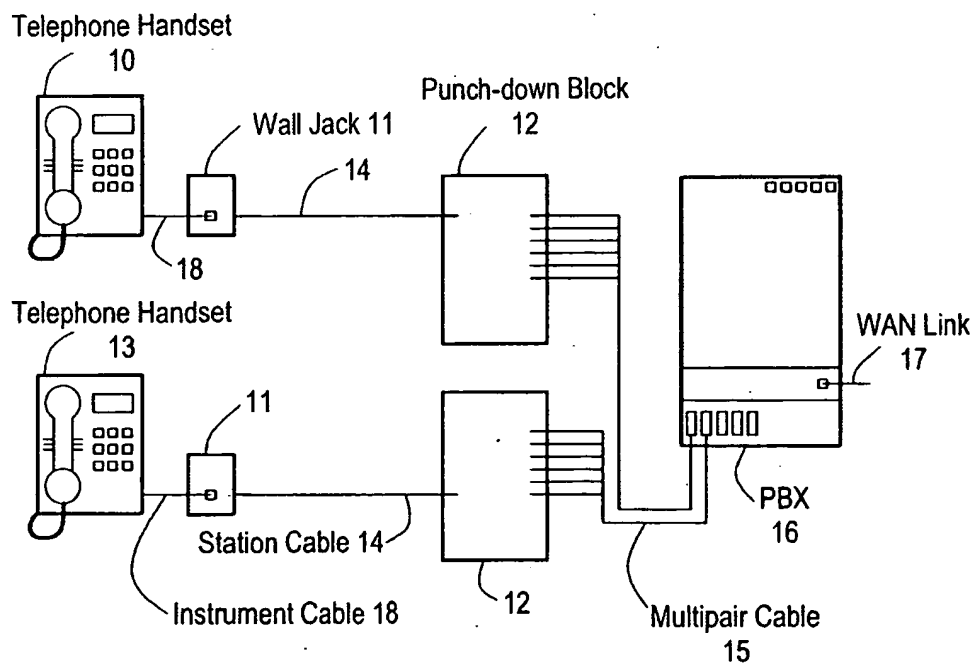 Telephone Handset
10
Wall Jack 11
14
Punch-down Block
12
18
WAN Link
17
Telephone Handset
13
11
Station Cable 14
Instrument Cable 18
12
PBX
16
Multipair Cable
15